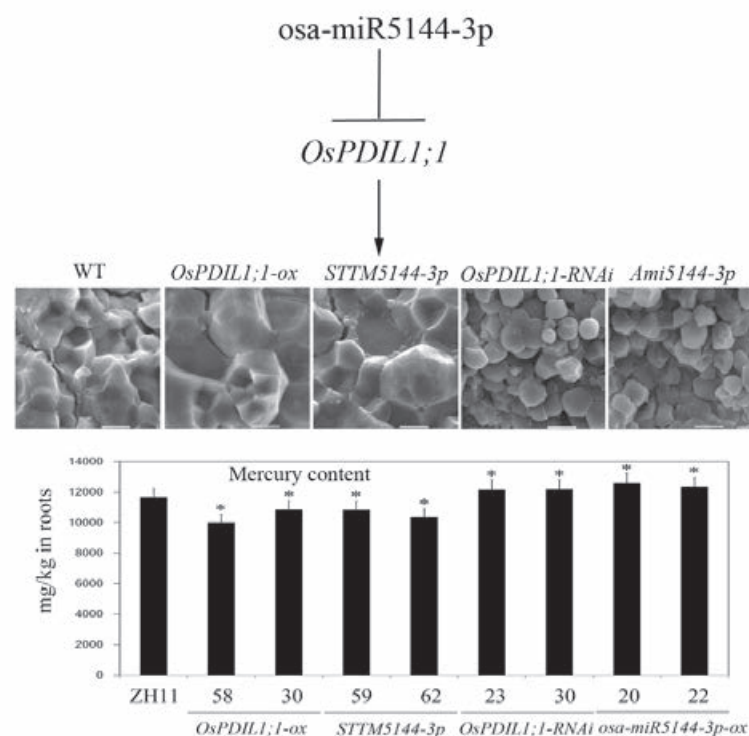 osa-miR5144-3p
OsPDIL1;1
WT OsPDIL1;1-ox STTM5144-3p OsPDIL1;1-RNAi Ami5144-3p
Mercury content
mg/kg in roots
14000
12000
10000
8000
6000
4000
2000
0
* * * * * * * *
ZH11 58 30 59 62 23 30 20 22
OsPDIL1;1-ox STTM5144-3p OsPDIL1;1-RNAi osa-miR5144-3p-ox